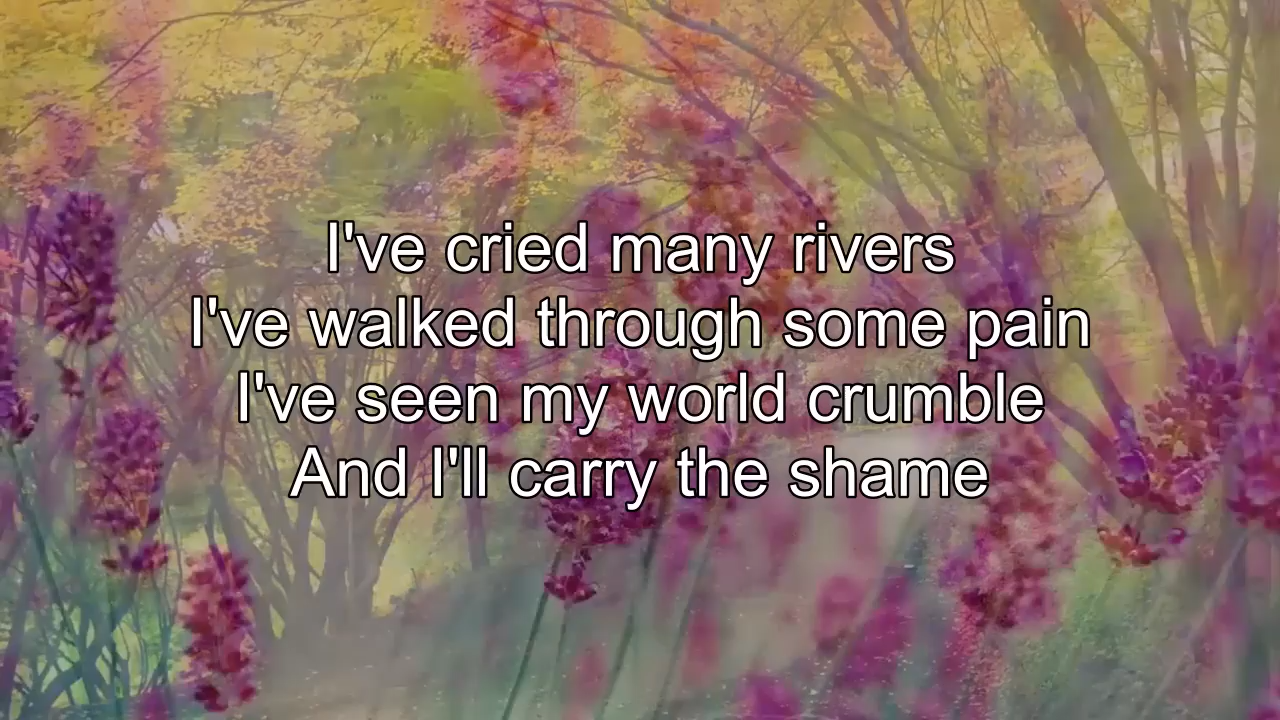 I've cried many rivers
I've walked through some pain
I've seen my world crumble
And I'll carry the shame